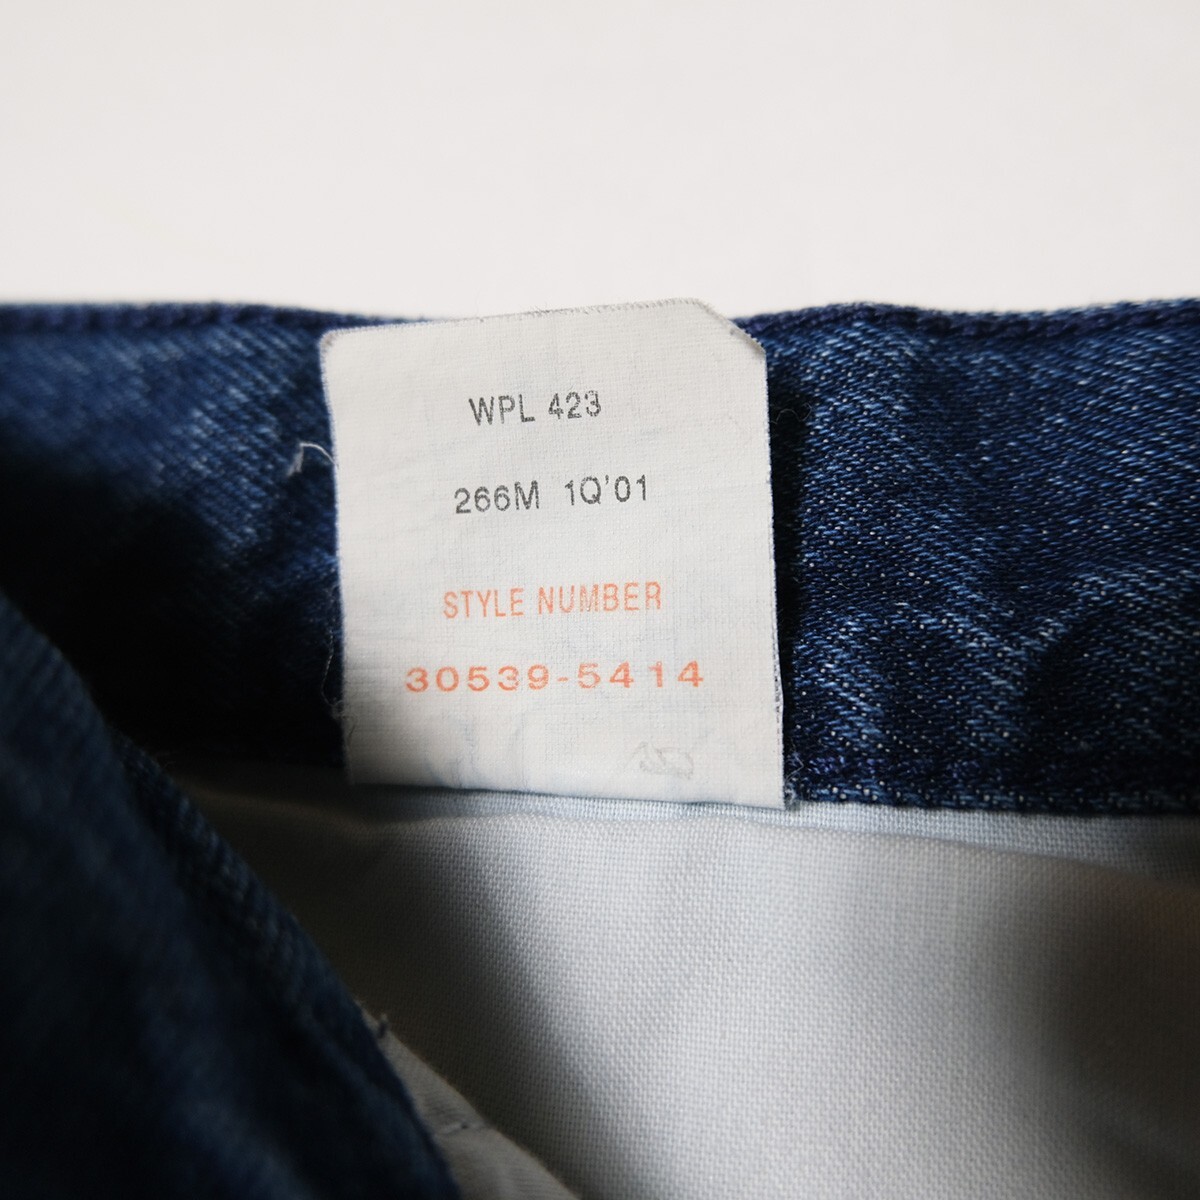 WPL 423
266M 1Q'01
STYLE NUMBER
30539-5414